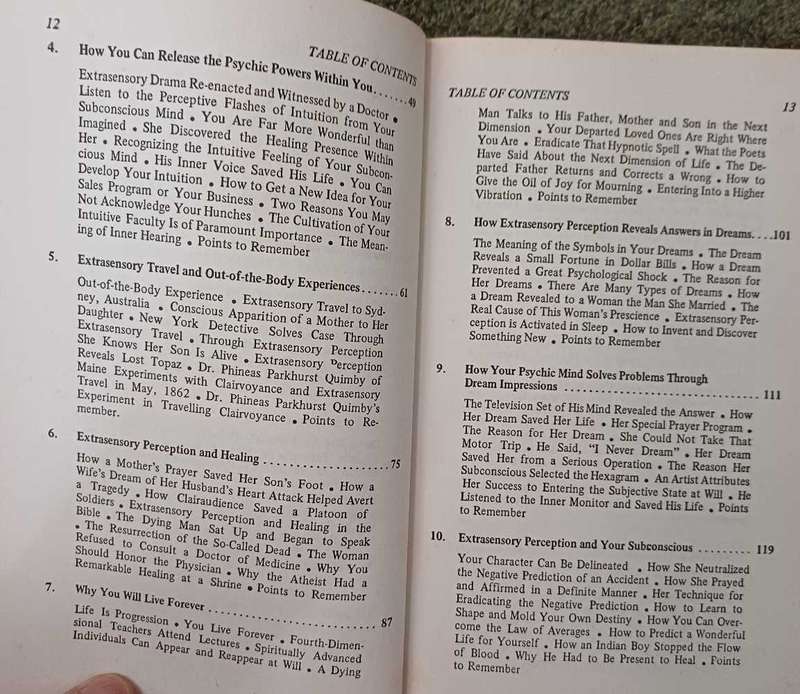 12
TABLE OF CONTENTS
4. How You Can Release the Psychic Powers Within You.......49
Extrasensory Drama Re-enacted and Witnessed by a Doctor •
Listen to the Perceptive Flashes of Intuition from Your
Subconscious Mind • You Are Far More Wonderful than
Imagined • She Discovered the Healing Presence Within
Her • Recognizing the Intuitive Feeling of Your Subcon-
cious Mind • His Inner Voice Saved His Life • You Can
Develop Your Intuition • How to Get a New Idea for Your
Sales Program or Your Business • Two Reasons You May
Not Acknowledge Your Hunches • The Cultivation of Your
Intuitive Faculty Is of Paramount Importance • The Mean-
ing of Inner Hearing • Points to Remember
5. Extrasensory Travel and Out-of-the-Body Experiences.......61
Out-of-the-Body Experience • Extrasensory Travel to Syd-
ney, Australia • Conscious Apparition of a Mother to Her
Daughter • New York Detective Solves Case Through
Extrasensory Travel • Through Extrasensory Perception
She Knows Her Son Is Alive • Extrasensory Perception
Reveals Lost Topaz • Dr. Phineas Parkhurst Quimby of
Maine Experiments with Clairvoyance and Extrasensory
Travel in May, 1862 • Dr. Phineas Parkhurst Quimby's
Experiment in Travelling Clairvoyance • Points to Re-
member.
6. Extrasensory Perception and Healing ...................75
How a Mother's Prayer Saved Her Son's Foot • How a
Wife's Dream of Her Husband's Heart Attack Helped Avert
a Tragedy • How Clairaudience Saved a Platoon of
Soldiers • Extrasensory Perception and Healing in the
Bible • The Dying Man Sat Up and Began to Speak
• The Resurrection of the So-Called Dead • The Woman
Refused to Consult a Doctor of Medicine • Why You
Should Honor the Physician • Why the Atheist Had a
Remarkable Healing at a Shrine • Points to Remember
7. Why You Will Live Forever ..........................87
Life Is Progression • You Live Forever • Fourth-Dimen-
sional Teachers Attend Lectures • Spiritually Advanced
Individuals Can Appear and Reappear at Will • A Dying
TABLE OF CONTENTS
13
Man Talks to His Father, Mother and Son in the Next
Dimension • Your Departed Loved Ones Are Right Where
You Are • Eradicate That Hypnotic Spell • What the Poets
Have Said About the Next Dimension of Life • The De-
parted Father Returns and Corrects a Wrong • How to
Give the Oil of Joy for Mourning • Entering Into a Higher
Vibration • Points to Remember
8. How Extrasensory Perception Reveals Answers in Dreams....101
The Meaning of the Symbols in Your Dreams • The Dream
Reveals a Small Fortune in Dollar Bills • How a Dream
Prevented a Great Psychological Shock • The Reason for
Her Dreams • There Are Many Types of Dreams • How
a Dream Revealed to a Woman the Man She Married • The
Real Cause of This Woman's Prescience • Extrasensory Per-
ception is Activated in Sleep • How to Invent and Discover
Something New • Points to Remember
9. How Your Psychic Mind Solves Problems Through
Dream Impressions .............................111
The Television Set of His Mind Revealed the Answer • How
Her Dream Saved Her Life • Her Special Prayer Program •
The Reason for Her Dream • She Could Not Take That
Motor Trip • He Said, "I Never Dream" • Her Dream
Saved Her from a Serious Operation • The Reason Her
Subconscious Selected the Hexagram • An Artist Attributes
Her Success to Entering the Subjective State at Will • He
Listened to the Inner Monitor and Saved His Life • Points
to Remember
10. Extrasensory Perception and Your Subconscious ......... 119
Your Character Can Be Delineated • How She Neutralized
the Negative Prediction of an Accident • How She Prayed
and Affirmed in a Definite Manner • Her Technique for
Eradicating the Negative Prediction • How to Learn to
Shape and Mold Your Own Destiny • How You Can Over-
come the Law of Averages • How to Predict a Wonderful
Life for Yourself • How an Indian Boy Stopped the Flow
of Blood • Why He Had to Be Present to Heal • Points
to Remember